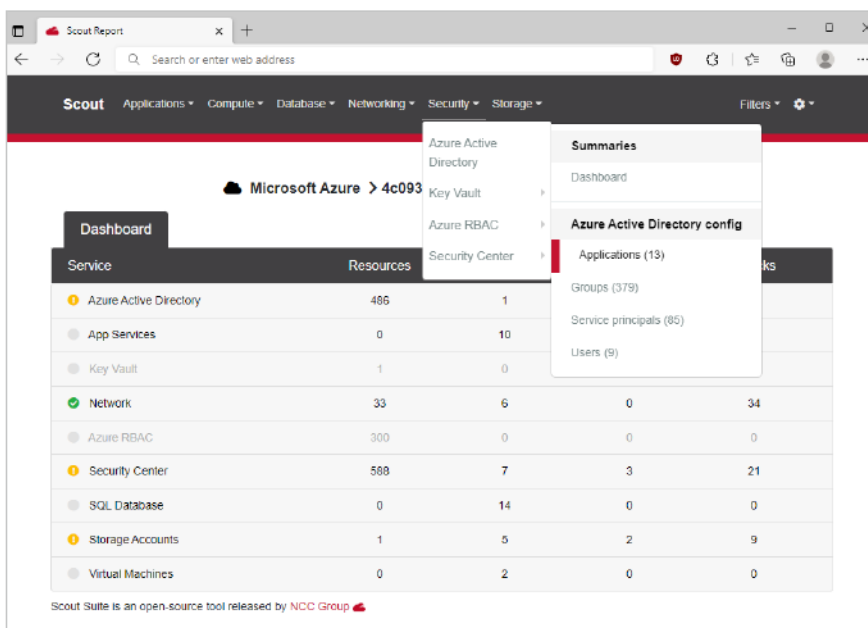 Scout Report
Search or enter web address
Scout Applications Compute Database Networking Security Storage Filters
Azure Active
Directory
Key Vault
Azure RBAC
Security Center
Summaries
Dashboard
Azure Active Directory config
Applications (13)
Groups (379)
Service principals (85)
Users (9)
Microsoft Azure > 4c093
Dashboard
Service Resources
Azure Active Directory 486 1
App Services 0 10
Key Vault 1 0
Network 33 6 0 34
Azure RBAC 300 0 0 0
Security Center 588 7 3 21
SQL Database 0 14 0 0
Storage Accounts 1 5 2 9
Virtual Machines 0 2 0 0
Scout Suite is an open-source tool released by NCC Group